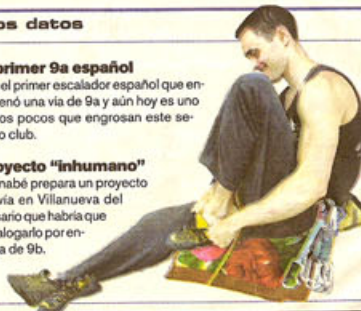 os datos
primer 9a español
el primer escalador español que en-
enó una vía de 9a y aún hoy es uno
os pocos que engrosan este se-
o club.
oyecto “inhumano”
nabé prepara un proyecto
vía en Villanueva del
sario que habría que
alogarlo por en-
a de 9b.